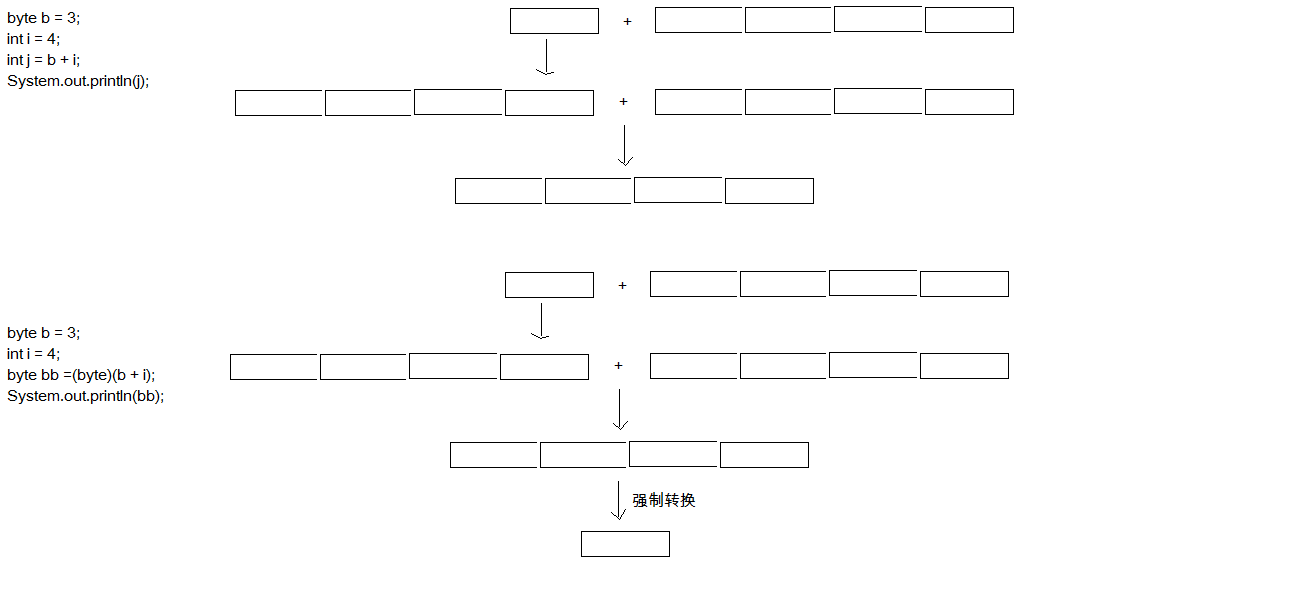 byte b = 3;
int i = 4;
int j = b + i;
System.out.println(j);
+
+
byte b = 3;
int i = 4;
byte bb =(byte)(b + i);
System.out.println(bb);
+
+
强制转换